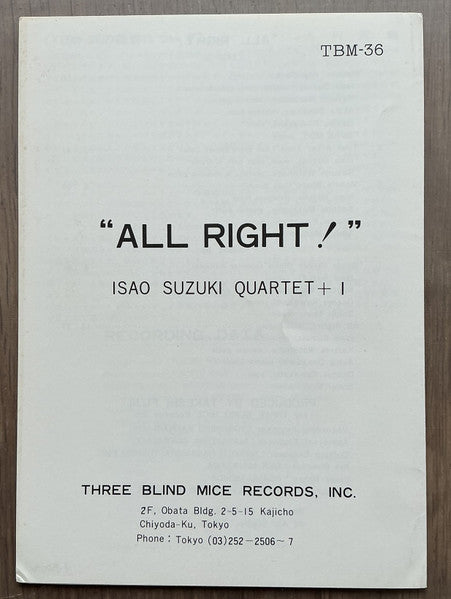 TBM-36
"ALL RIGHT!"
ISAO SUZUKI QUARTET+1
THREE BLIND MICE RECORDS, INC.
2F, Obata Bldg. 2-5-15 Kajicho
Chiyoda-Ku, Tokyo
Phone: Tokyo (03)252-2506~7